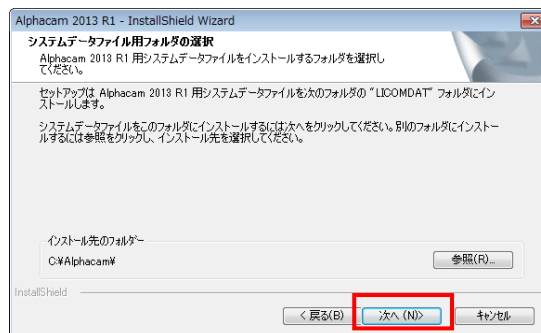 Alphacam 2013 R1 - InstallShield Wizard
システムデータファイル用フォルダの選択
Alphacam 2013 R1 用システムデータファイルをインストールするフォルダを選択し
てください。
セットアップは Alphacam 2013 R1 用システムデータファイルを次のフォルダの "LICOMDAT" フォルダにイン
ストールします。
システムデータファイルをこのフォルダにインストールするには次へをクリックしてください。別のフォルダにインストー
ルするには参照をクリックし、インストール先を選択してください。
インストール先のフォルダー
C:¥Alphacam¥
参照(R)...
InstallShield
< 戻る(B)
次へ (N)>
キャンセル